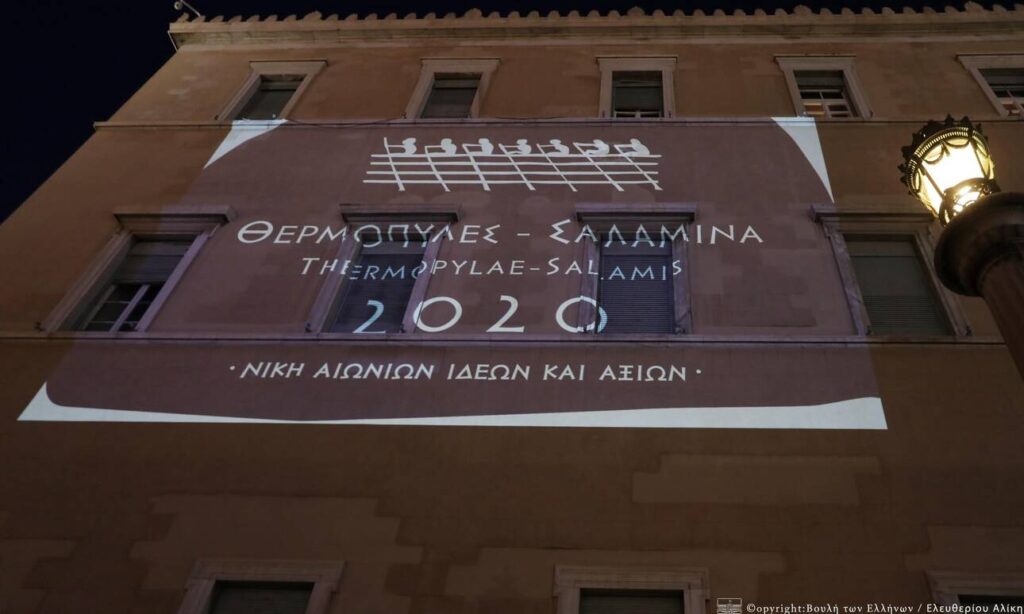 ΘΕΡΜΟΠΥΛΕΣ - ΣΑΛΑΜΙΝΑ
THERMOPYLAE-SALAMIS
2020
·ΝΙΚΗ ΑΙΩΝΙΩΝ ΙΔΕΩΝ ΚΑΙ ΑΞΙΩΝ·
©opyright:Βουλή των Ελλήνων / Ελευθερίου Αλίκη